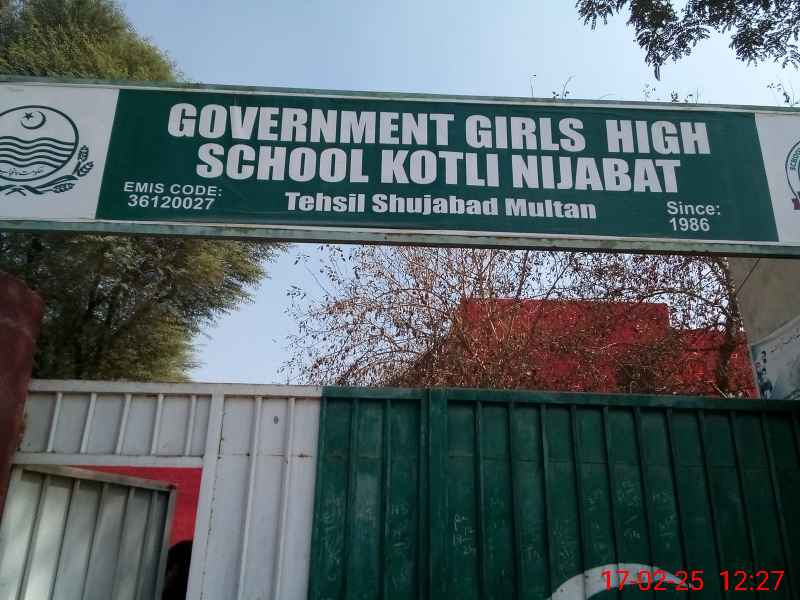 GOVERNMENT GIRLS HIGH
SCHOOL KOTLI NIJABAT
EMIS CODE:
36120027
Tehsil Shujabad Multan
Since:
1986
17-02-25 12:27